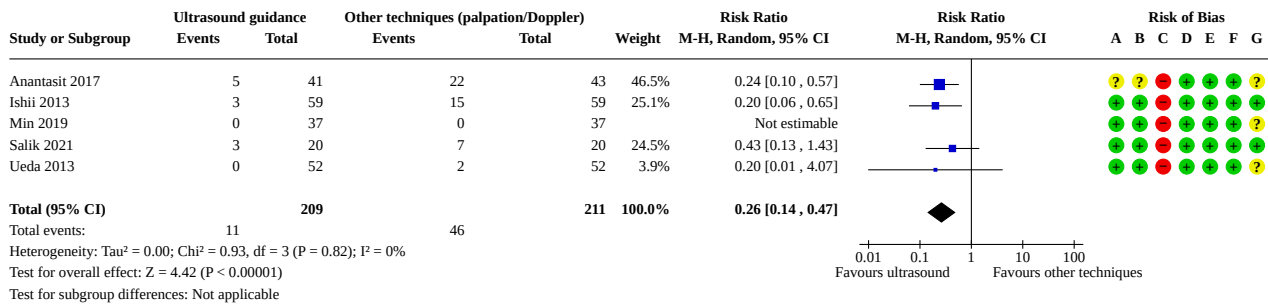 Ultrasound guidance Other techniques (palpation/Doppler) Risk Ratio Risk Ratio Risk of Bias
Study or Subgroup Events Total Events Total Weight M-H, Random, 95% CI M-H, Random, 95% CI A B C D E F G
Anantasit 2017 5 41 22 43 46.5% 0.24 [0.10 , 0.57] ? ? − + + + ?
Ishii 2013 3 59 15 59 25.1% 0.20 [0.06 , 0.65] + + − + + + +
Min 2019 0 37 0 37 Not estimable + + − + + + ?
Salik 2021 3 20 7 20 24.5% 0.43 [0.13 , 1.43] + + − + + + +
Ueda 2013 0 52 2 52 3.9% 0.20 [0.01 , 4.07] + + − + + + ?
Total (95% CI) 209 211 100.0% 0.26 [0.14 , 0.47]
Total events: 11 46
Heterogeneity: Tau² = 0.00; Chi² = 0.93, df = 3 (P = 0.82); I² = 0%
0.01 0.1 1 10 100
Test for overall effect: Z = 4.42 (P < 0.00001)
Favours ultrasound Favours other techniques
Test for subgroup differences: Not applicable